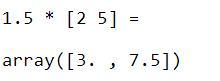 1.5 * [2 5] =
array([3. , 7.5])